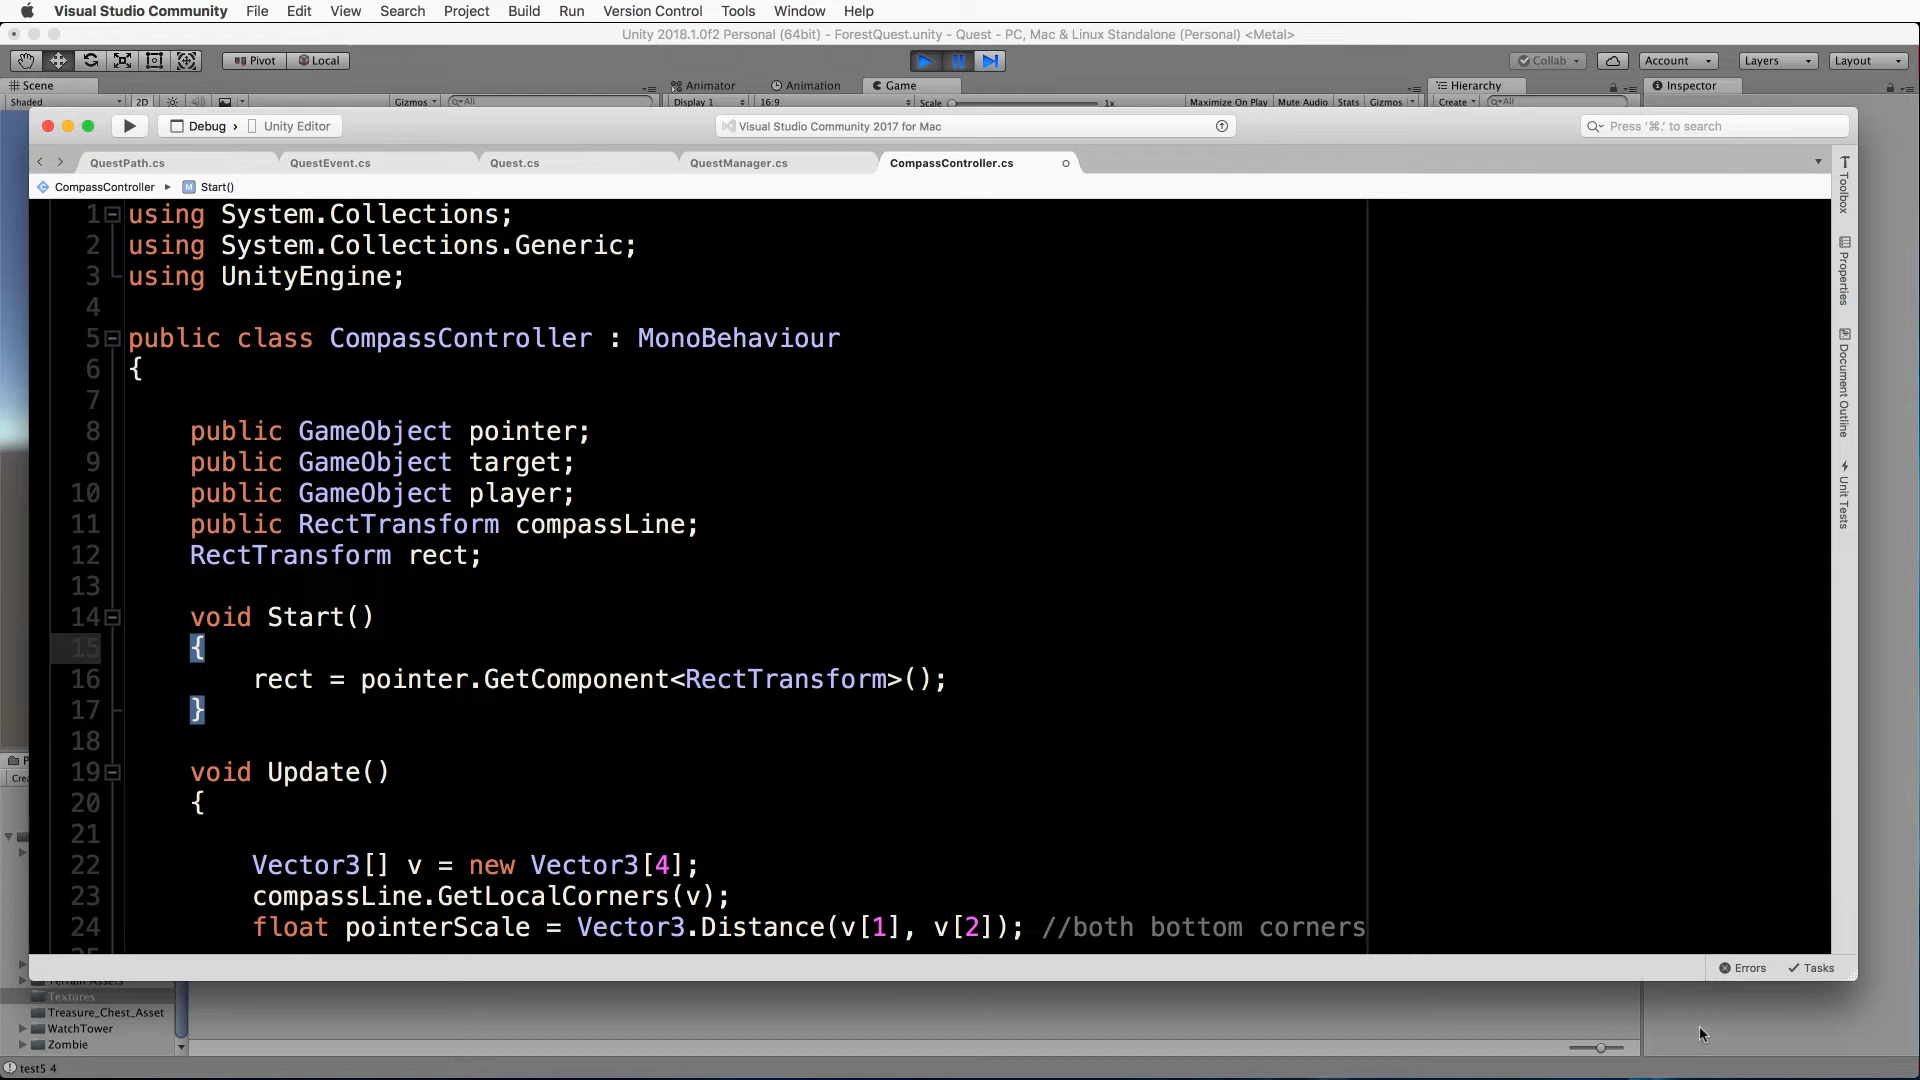 Visual Studio Community File Edit View Search Project Build Run Version Control Tools Window Help
Unity 2018.1.0f2 Personal (64bit) - ForestQuest.unity - Quest - PC, Mac & Linux Standalone (Personal) <Metal>
Pivot Local Collab Account Layers Layout
Scene Animator Animation Game Hierarchy Inspector
Shaded 2D Gizmos All Display 1 16:9 Scale 1x Maximize On Play Mute Audio Stats Gizmos Create All
Debug › Unity Editor Visual Studio Community 2017 for Mac Press ‘⌘.’ to search
QuestPath.cs QuestEvent.cs Quest.cs QuestManager.cs CompassController.cs
CompassController ▸ M Start()
1 using System.Collections;
2 using System.Collections.Generic;
3 using UnityEngine;
4
5 public class CompassController : MonoBehaviour
6 {
7
8 public GameObject pointer;
9 public GameObject target;
10 public GameObject player;
11 public RectTransform compassLine;
12 RectTransform rect;
13
14 void Start()
15 {
16 rect = pointer.GetComponent<RectTransform>();
17 }
18
19 void Update()
20 {
21
22 Vector3[] v = new Vector3[4];
23 compassLine.GetLocalCorners(v);
24 float pointerScale = Vector3.Distance(v[1], v[2]); //both bottom corners
Toolbox
Properties
Document Outline
Unit Tests
Errors Tasks
Terrain Assets
Textures
Treasure_Chest_Asset
WatchTower
Zombie
test5 4